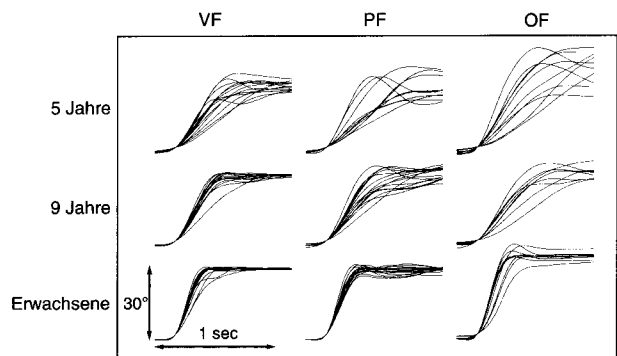 VF PF OF
5 Jahre
9 Jahre
Erwachsene
30°
1 sec